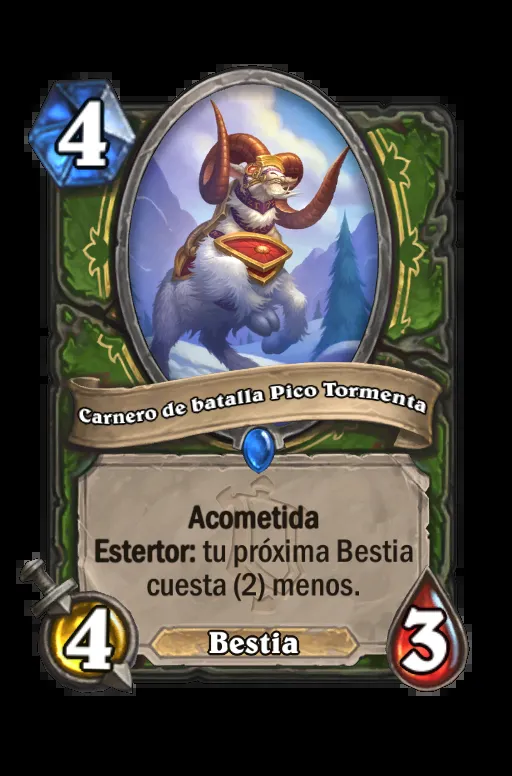 4
Carnero de batalla Pico Tormenta
Acometida
Estertor: tu próxima Bestia
cuesta (2) menos.
4
Bestia
3